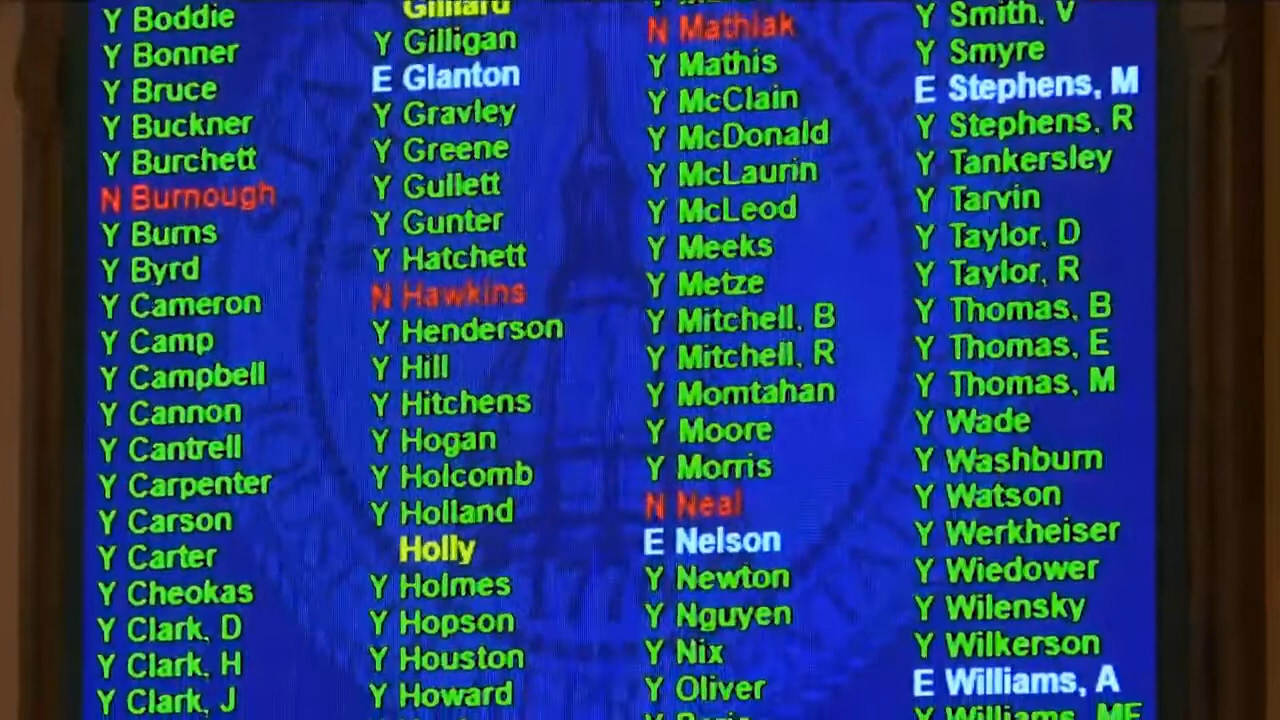 Y Boddie
Y Bonner
Y Bruce
Y Buckner
Y Burchett
N Burnough
Y Burns
Y Byrd
Y Cameron
Y Camp
Y Campbell
Y Cannon
Y Cantrell
Y Carpenter
Y Carson
Y Carter
Y Cheokas
Y Clark, D
Y Clark, H
Y Clark, J
Gilliard
Y Gilligan
E Glanton
Y Gravley
Y Greene
Y Gullett
Y Gunter
Y Hatchett
N Hawkins
Y Henderson
Y Hill
Y Hitchens
Y Hogan
Y Holcomb
Y Holland
Holly
Y Holmes
Y Hopson
Y Houston
Y Howard
N Mathiak
Y Mathis
Y McClain
Y McDonald
Y McLaurin
Y McLeod
Y Meeks
Y Metze
Y Mitchell, B
Y Mitchell, R
Y Momtahan
Y Moore
Y Morris
N Neal
E Nelson
Y Newton
Y Nguyen
Y Nix
Y Oliver
Y Smith, V
Y Smyre
E Stephens, M
Y Stephens, R
Y Tankersley
Y Tarvin
Y Taylor, D
Y Taylor, R
Y Thomas, B
Y Thomas, E
Y Thomas, M
Y Wade
Y Washburn
Y Watson
Y Werkheiser
Y Wiedower
Y Wilensky
Y Wilkerson
E Williams, A
Y Williams, MF